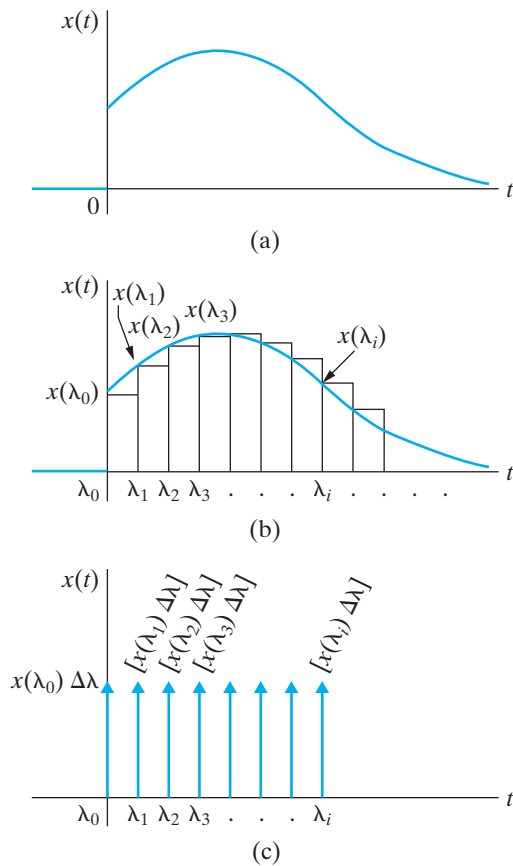 x(t)
t
0
(a)
x(t)
x(λ₁)
x(λ₂)
x(λ₃)
x(λᵢ)
x(λ₀)
t
λ₀ λ₁ λ₂ λ₃ . . . λᵢ . . . .
(b)
x(t)
[x(λ₁) Δλ]
[x(λ₂) Δλ]
[x(λ₃) Δλ]
[x(λᵢ) Δλ]
x(λ₀) Δλ
t
λ₀ λ₁ λ₂ λ₃ . . . λᵢ
(c)